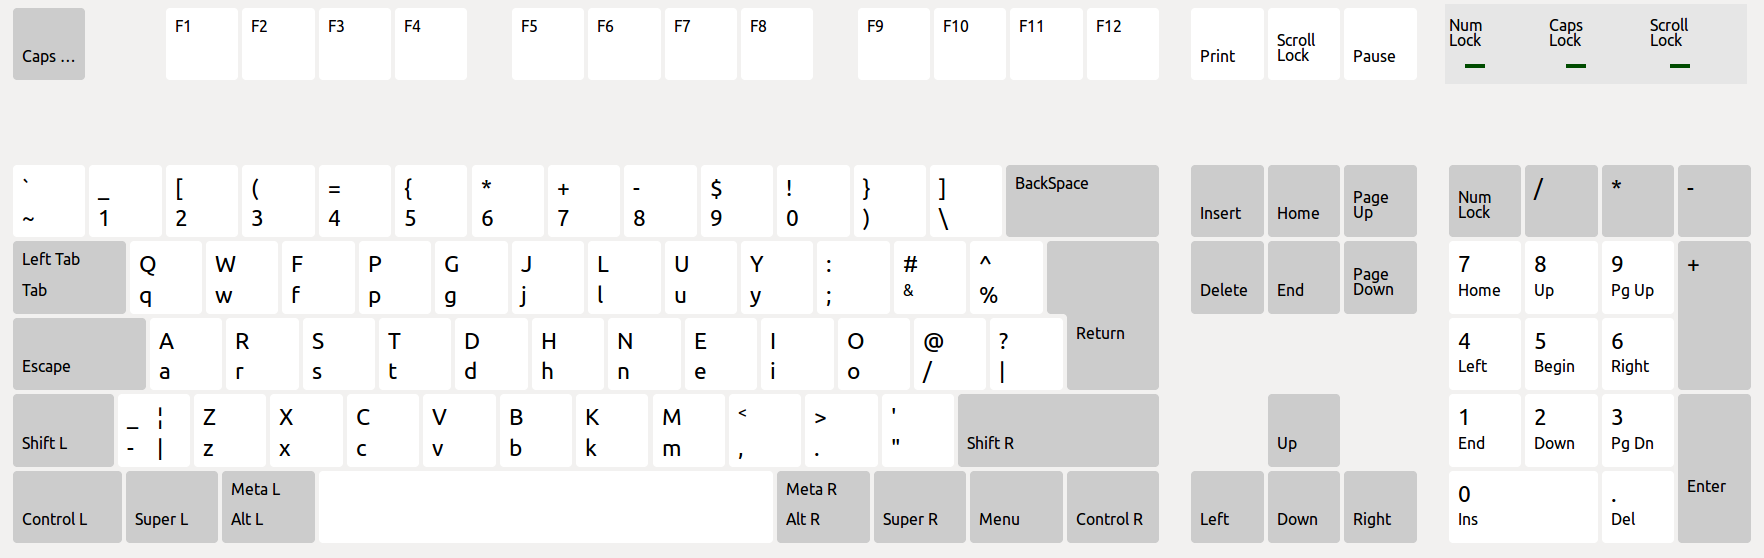 Caps ... F1 F2 F3 F4 F5 F6 F7 F8 F9 F10 F11 F12 Print Scroll Lock Pause Num Lock Caps Lock Scroll Lock
` _ [ ( = { * + - $ ! } ] BackSpace Insert Home Page Up Num Lock / * -
~ 1 2 3 4 5 6 7 8 9 0 ) \
Left Tab Q W F P G J L U Y : # ^ Delete End Page Down 7 8 9 +
Tab q w f p g j l u y ; & % Home Up Pg Up
Escape A R S T D H N E I O @ ? Return 4 5 6
a r s t d h n e i o / | Left Begin Right
Shift L _ ¦ Z X C V B K M < > ' Shift R Up 1 2 3 Enter
- | z x c v b k m , . " End Down Pg Dn
Control L Super L Meta L Meta R Super R Menu Control R Left Down Right 0 .
Alt L Alt R Ins Del